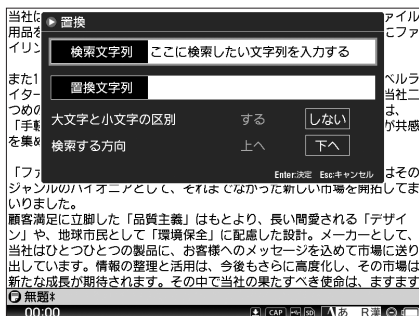 当社に
▶ 置換
ァイル
用品を
にファ
イリン
検索文字列 ここに検索したい文字列を入力する
また1
ベルラ
イター
置換文字列
当社二
つめの
は、
「手軽
大文字と小文字の区別 する しない
が共感
を集め
検索する方向 上へ 下へ
Enter:決定 Esc:キャンセル
「フ
はその
ジャンルのパイオニアとして、それまでなかった新しい市場を開拓してま
いりました。
顧客満足に立脚した「品質主義」はもとより、長い間愛される「デザイ
ン」や、地球市民として「環境保全」に配慮した設計。メーカーとして、
当社はひとつひとつの製品に、お客様へのメッセージを込めて市場に送り
出しています。情報の整理と活用は、今後もさらに高度化し、その市場は
新たな成長が期待されます。その中で当社の果たすべき使命は、ますます
無題*
00:00 CAP SD あ R漢